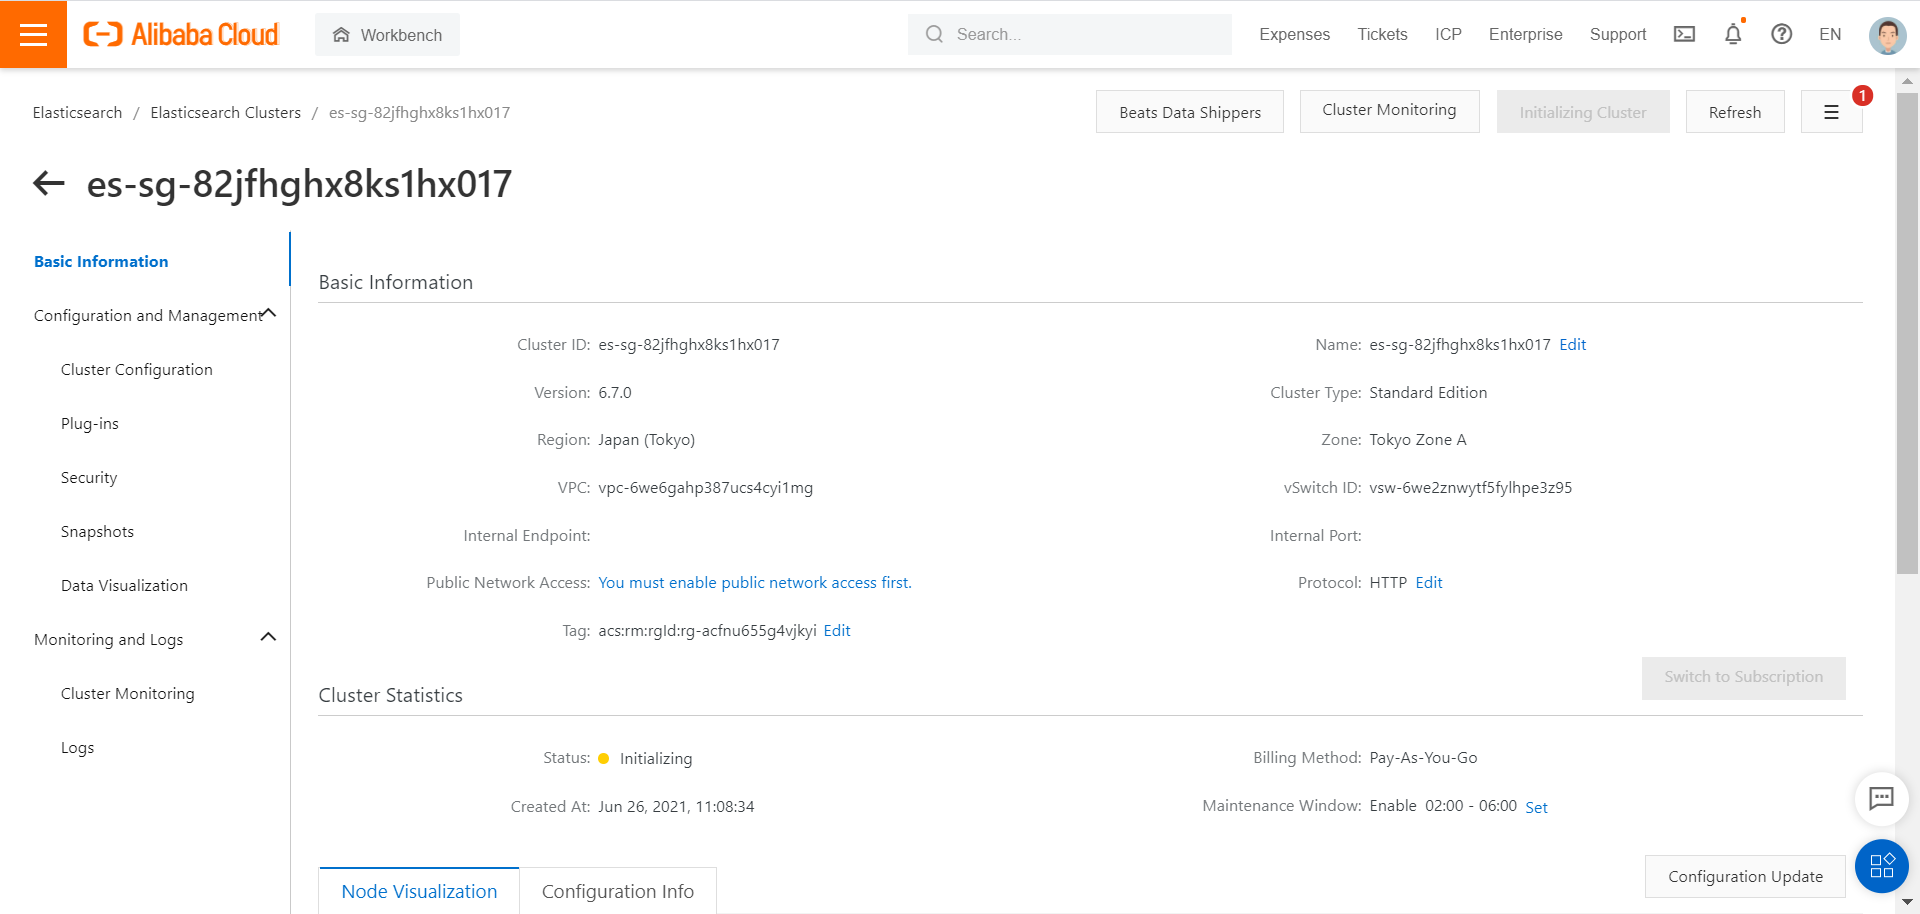 Alibaba Cloud
Workbench
Search...
Expenses
Tickets
ICP
Enterprise
Support
EN
Elasticsearch / Elasticsearch Clusters / es-sg-82jfhghx8ks1hx017
Beats Data Shippers
Cluster Monitoring
Initializing Cluster
Refresh
1
es-sg-82jfhghx8ks1hx017
Basic Information
Configuration and Management
Cluster Configuration
Plug-ins
Security
Snapshots
Data Visualization
Monitoring and Logs
Cluster Monitoring
Logs
Basic Information
Cluster ID: es-sg-82jfhghx8ks1hx017
Name: es-sg-82jfhghx8ks1hx017 Edit
Version: 6.7.0
Cluster Type: Standard Edition
Region: Japan (Tokyo)
Zone: Tokyo Zone A
VPC: vpc-6we6gahp387ucs4cyi1mg
vSwitch ID: vsw-6we2znwytf5fylhpe3z95
Internal Endpoint:
Internal Port:
Public Network Access: You must enable public network access first.
Protocol: HTTP Edit
Tag: acs:rm:rgId:rg-acfnu655g4vjkyi Edit
Switch to Subscription
Cluster Statistics
Status: Initializing
Billing Method: Pay-As-You-Go
Created At: Jun 26, 2021, 11:08:34
Maintenance Window: Enable 02:00 - 06:00 Set
Node Visualization
Configuration Info
Configuration Update